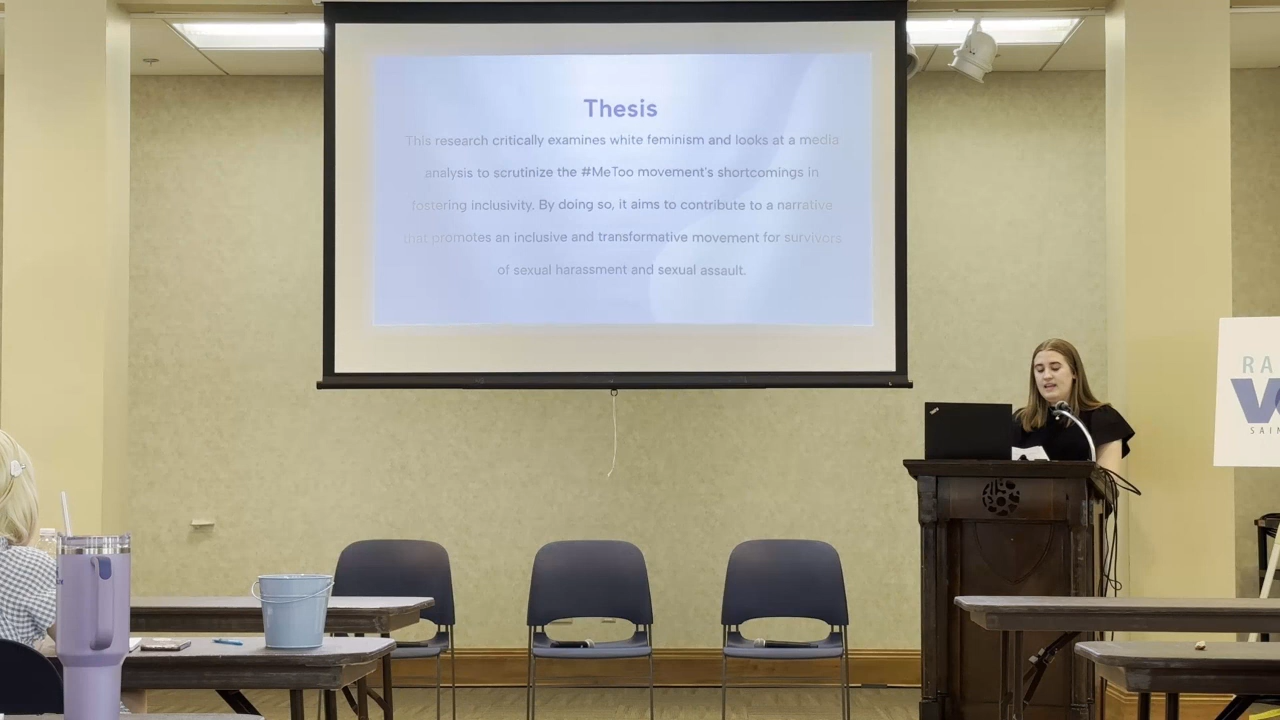 Thesis
This research critically examines white feminism and looks at a media
analysis to scrutinize the #MeToo movement's shortcomings in
fostering inclusivity. By doing so, it aims to contribute to a narrative
that promotes an inclusive and transformative movement for survivors
of sexual harassment and sexual assault.
RA
SAIN